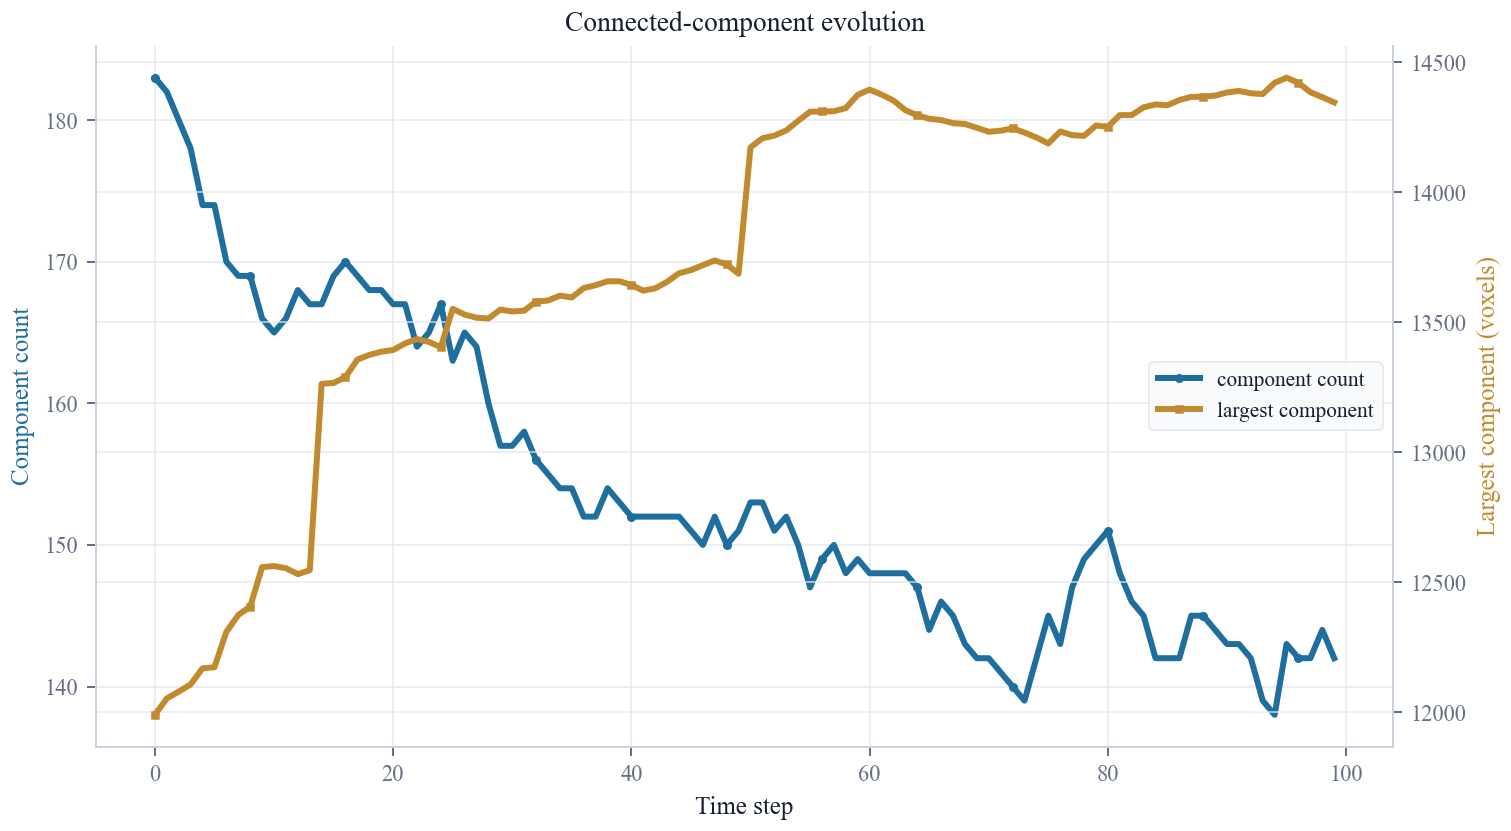 Connected-component evolution
Component count
180
170
160
150
140
14500
14000
13500
13000
12500
12000
Largest component (voxels)
component count
largest component
0
20
40
60
80
100
Time step